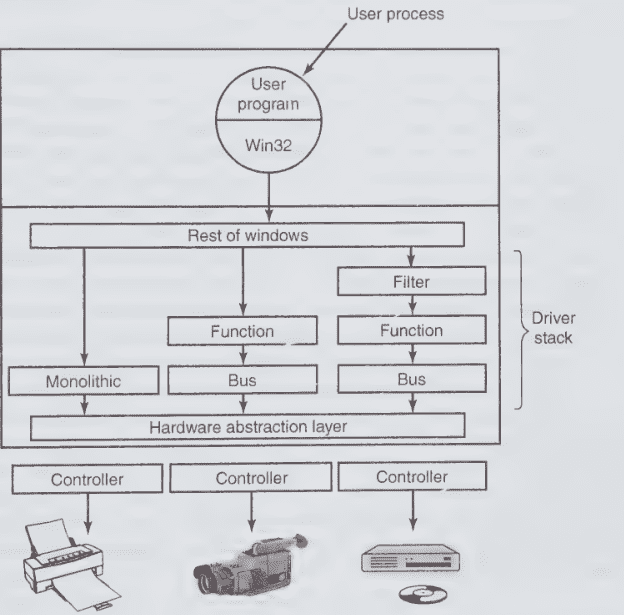 User process
User
program
Win32
Rest of windows
Filter
Function
Function
Driver
stack
Monolithic
Bus
Bus
Hardware abstraction layer
Controller
Controller
Controller